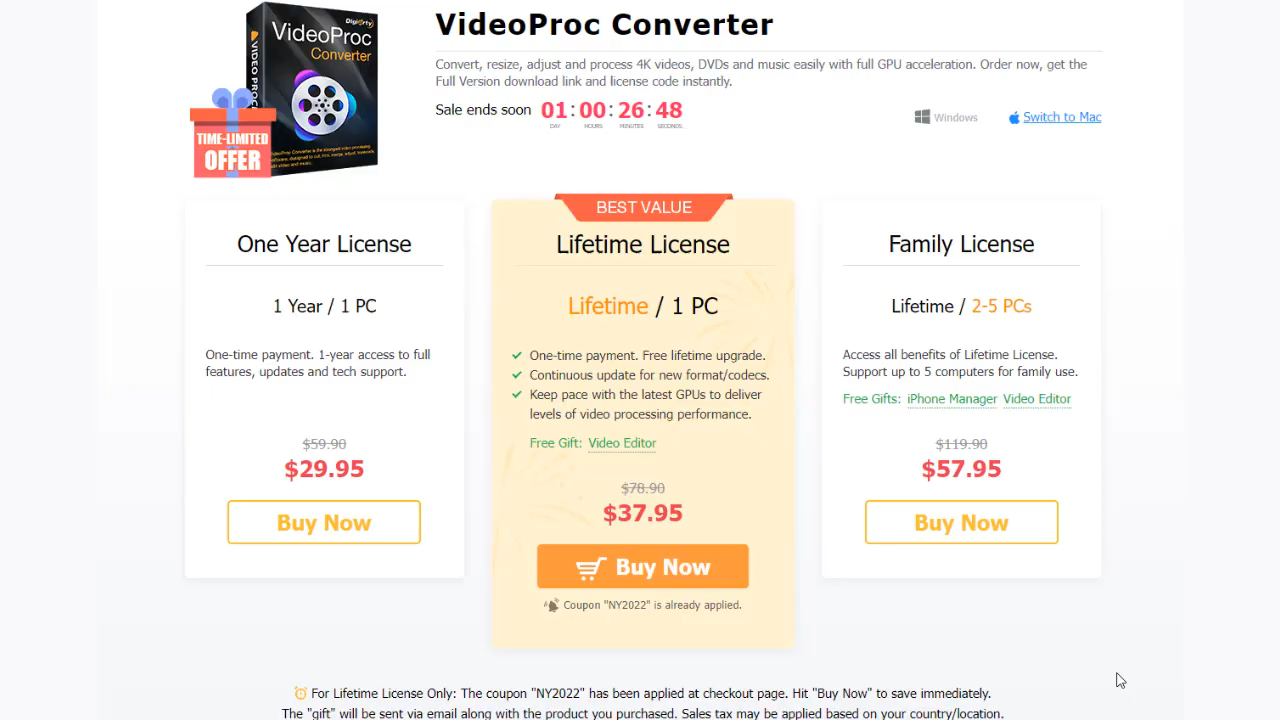 Digiarty
VideoProc
Converter
VIDEO PROC
TIME-LIMITED
OFFER
VideoProc Converter
Convert, resize, adjust and process 4K videos, DVDs and music easily with full GPU acceleration. Order now, get the
Full Version download link and license code instantly.
Sale ends soon 01 : 00 : 26 : 48
DAY HOURS MINUTES SECONDS
Windows Switch to Mac
One Year License
1 Year / 1 PC
One-time payment. 1-year access to full
features, updates and tech support.
$59.90
$29.95
Buy Now
BEST VALUE
Lifetime License
Lifetime / 1 PC
One-time payment. Free lifetime upgrade.
Continuous update for new format/codecs.
Keep pace with the latest GPUs to deliver
levels of video processing performance.
Free Gift: Video Editor
$78.90
$37.95
Buy Now
Coupon "NY2022" is already applied.
Family License
Lifetime / 2-5 PCs
Access all benefits of Lifetime License.
Support up to 5 computers for family use.
Free Gifts: iPhone Manager Video Editor
$119.90
$57.95
Buy Now
For Lifetime License Only: The coupon "NY2022" has been applied at checkout page. Hit "Buy Now" to save immediately.
The "gift" will be sent via email along with the product you purchased. Sales tax may be applied based on your country/location.